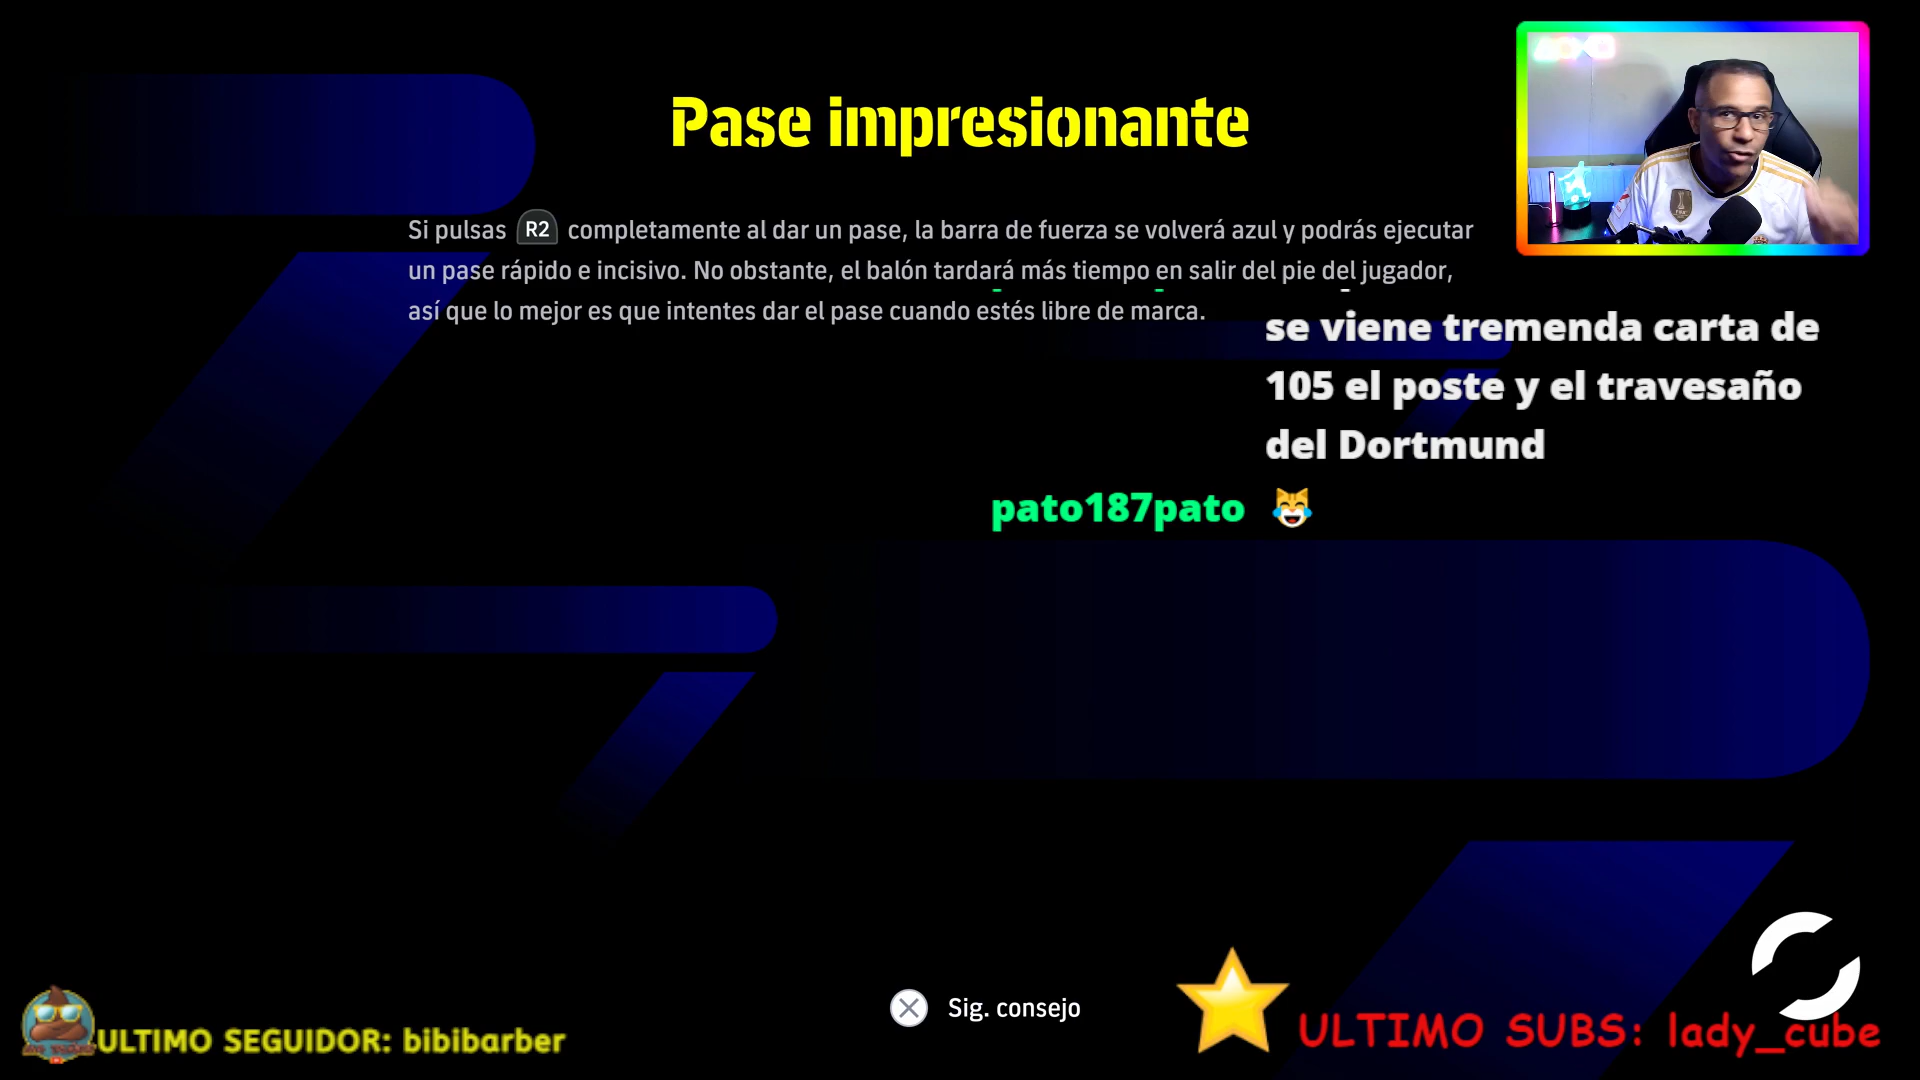 Pase impresionante
Si pulsas R2 completamente al dar un pase, la barra de fuerza se volverá azul y podrás ejecutar
un pase rápido e incisivo. No obstante, el balón tardará más tiempo en salir del pie del jugador,
así que lo mejor es que intentes dar el pase cuando estés libre de marca.
se viene tremenda carta de
105 el poste y el travesaño
del Dortmund
pato187pato 😹
Sig. consejo
ULTIMO SEGUIDOR: bibibarber
ULTIMO SUBS: lady_cube